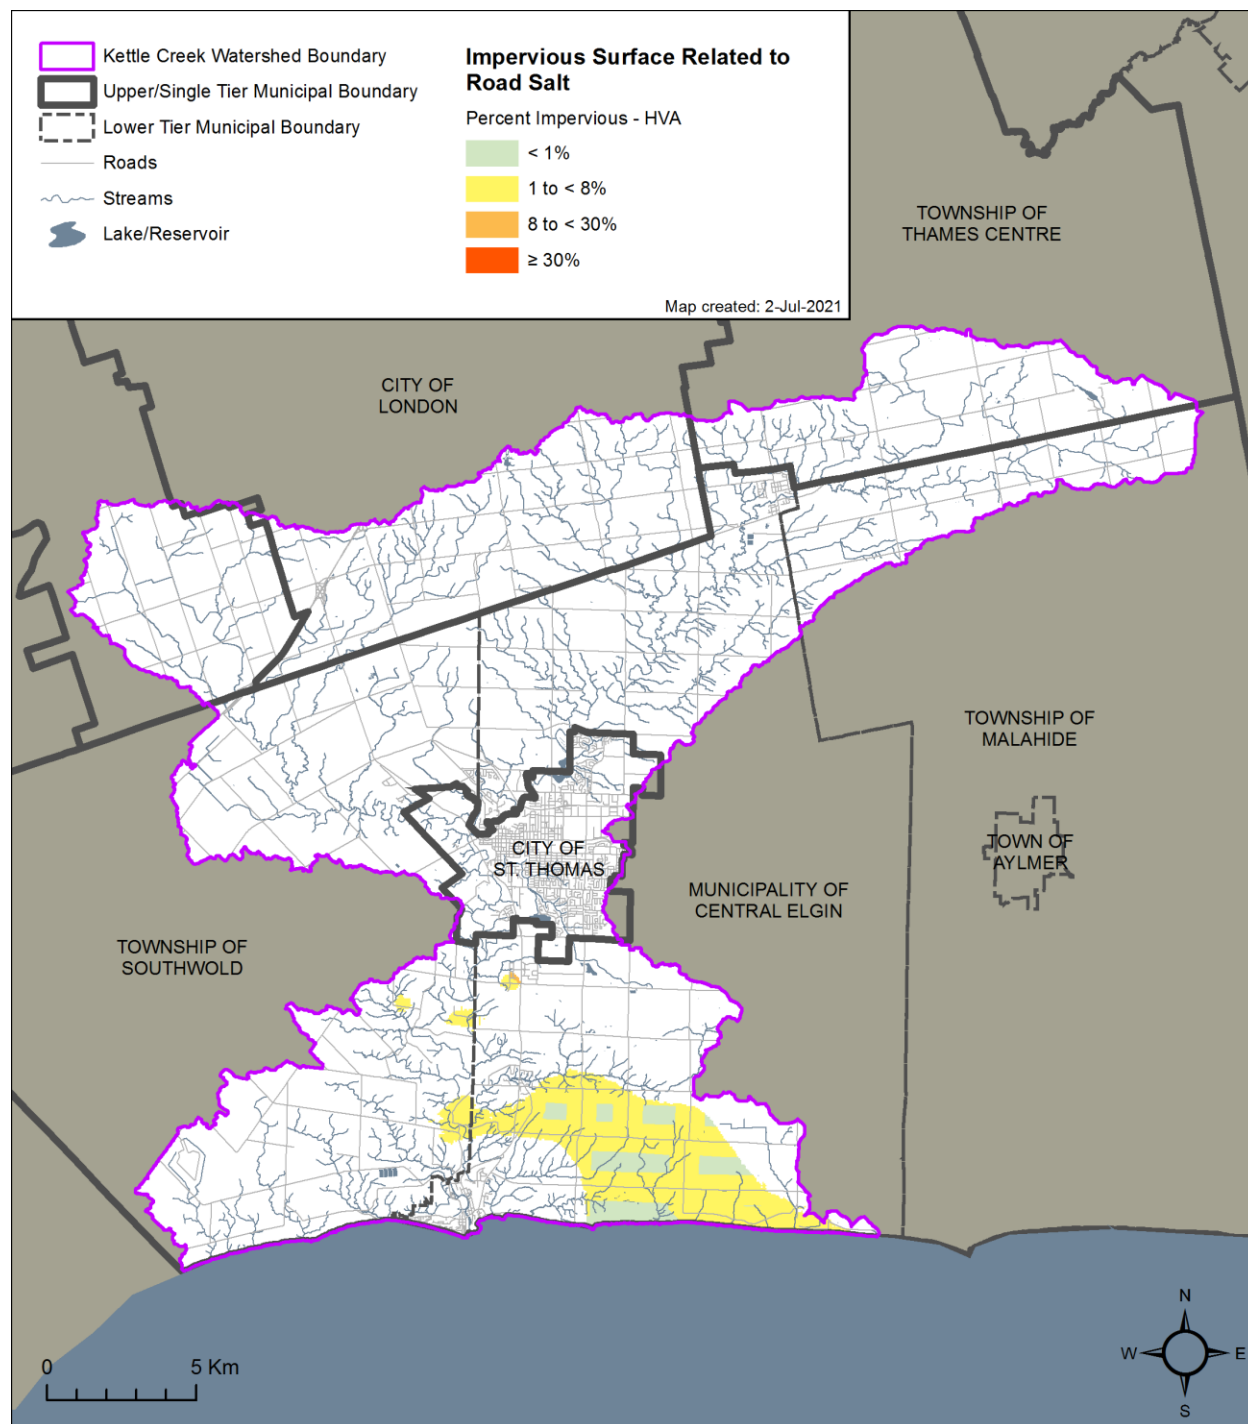 Kettle Creek Watershed Boundary
Upper/Single Tier Municipal Boundary
Lower Tier Municipal Boundary
Roads
Streams
Lake/Reservoir
Impervious Surface Related to
Road Salt
Percent Impervious - HVA
< 1%
1 to < 8%
8 to < 30%
≥ 30%
Map created: 2-Jul-2021
TOWNSHIP OF
THAMES CENTRE
CITY OF
LONDON
TOWNSHIP OF
MALAHIDE
TOWN OF
AYLMER
CITY OF
ST. THOMAS
MUNICIPALITY OF
CENTRAL ELGIN
TOWNSHIP OF
SOUTHWOLD
0 5 Km
N
W E
S